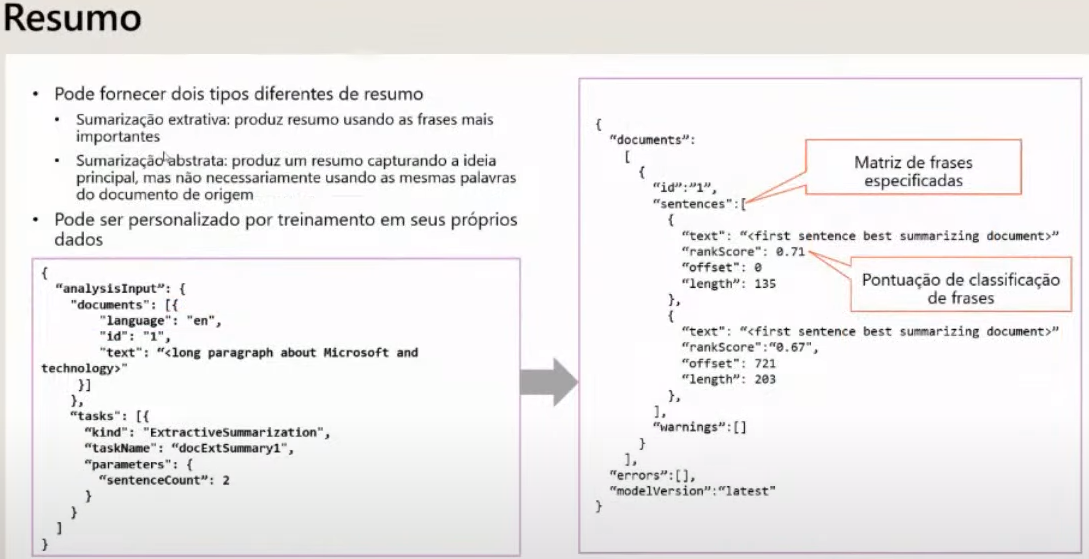 Resumo
• Pode fornecer dois tipos diferentes de resumo
• Sumarização extrativa: produz resumo usando as frases mais
importantes
• Sumarização abstrata: produz um resumo capturando a ideia
principal, mas não necessariamente usando as mesmas palavras
do documento de origem
• Pode ser personalizado por treinamento em seus próprios
dados
{
“analysisInput”: {
"documents": [{
"language": "en",
"id": "1",
"text": “<long paragraph about Microsoft and
technology>"
}]
},
“tasks": [{
“kind": "ExtractiveSummarization",
“taskName": “docExtSummary1",
“parameters": {
“sentenceCount”: 2
}
}
]
}
{
“documents”:
[
{
“id”:”1”,
“sentences”:[
{
“text": “<first sentence best summarizing document>”
“rankScore": 0.71
“offset": 0
“length”: 135
},
{
“text": “<first sentence best summarizing document>”
“rankScore":“0.67",
“offset": 721
“length”: 203
},
],
“warnings”:[]
}
],
“errors”:[],
“modelVersion”:“latest"
}
Matriz de frases
especificadas
Pontuação de classificação
de frases